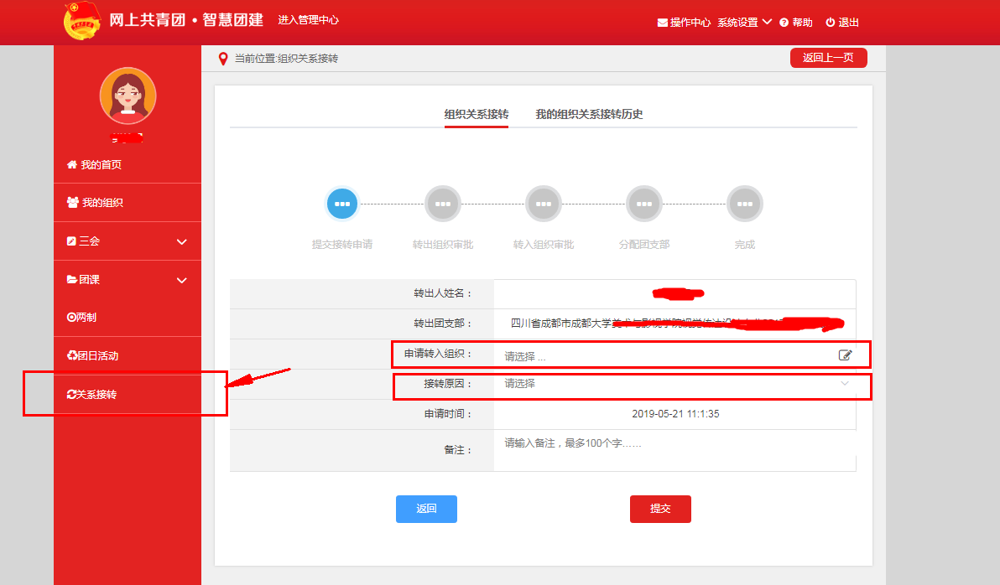 网上共青团·智慧团建 进入管理中心 操作中心 系统设置 帮助 退出
当前位置:组织关系接转 返回上一页
我的首页
我的组织
三会
团课
两制
团日活动
关系接转
组织关系接转 我的组织关系接转历史
提交接转申请 转出组织审批 转入组织审批 分配团支部 完成
转出人姓名：
转出团支部： 四川省成都市成都大学
申请转入组织： 请选择 ...
接转原因： 请选择
申请时间： 2019-05-21 11:1:35
备注： 请输入备注，最多100个字……
返回 提交